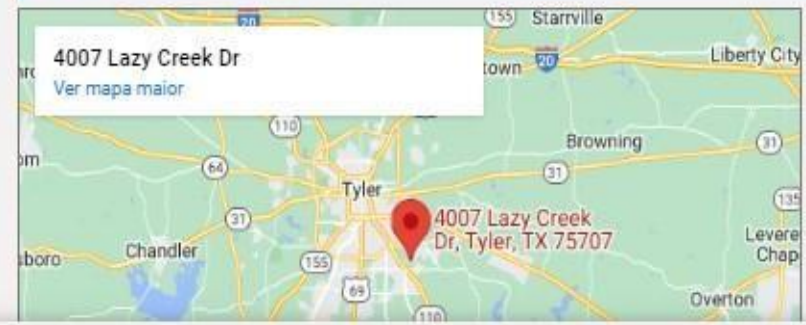 155
Starrville
20
4007 Lazy Creek Dr
Ver mapa maior
town
20
Liberty City
110
Browning
31
64
31
Tyler
135
31
4007 Lazy Creek
Dr, Tyler, TX 75707
Chandler
Levere
Chap
boro
155
69
Overton
110